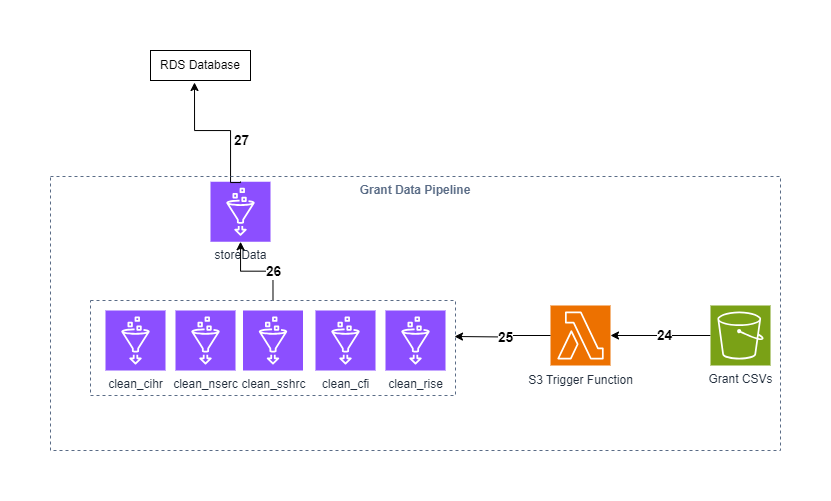 RDS Database
27
Grant Data Pipeline
storeData
26
25
24
clean_cihr
clean_nserc
clean_sshrc
clean_cfi
clean_rise
S3 Trigger Function
Grant CSVs